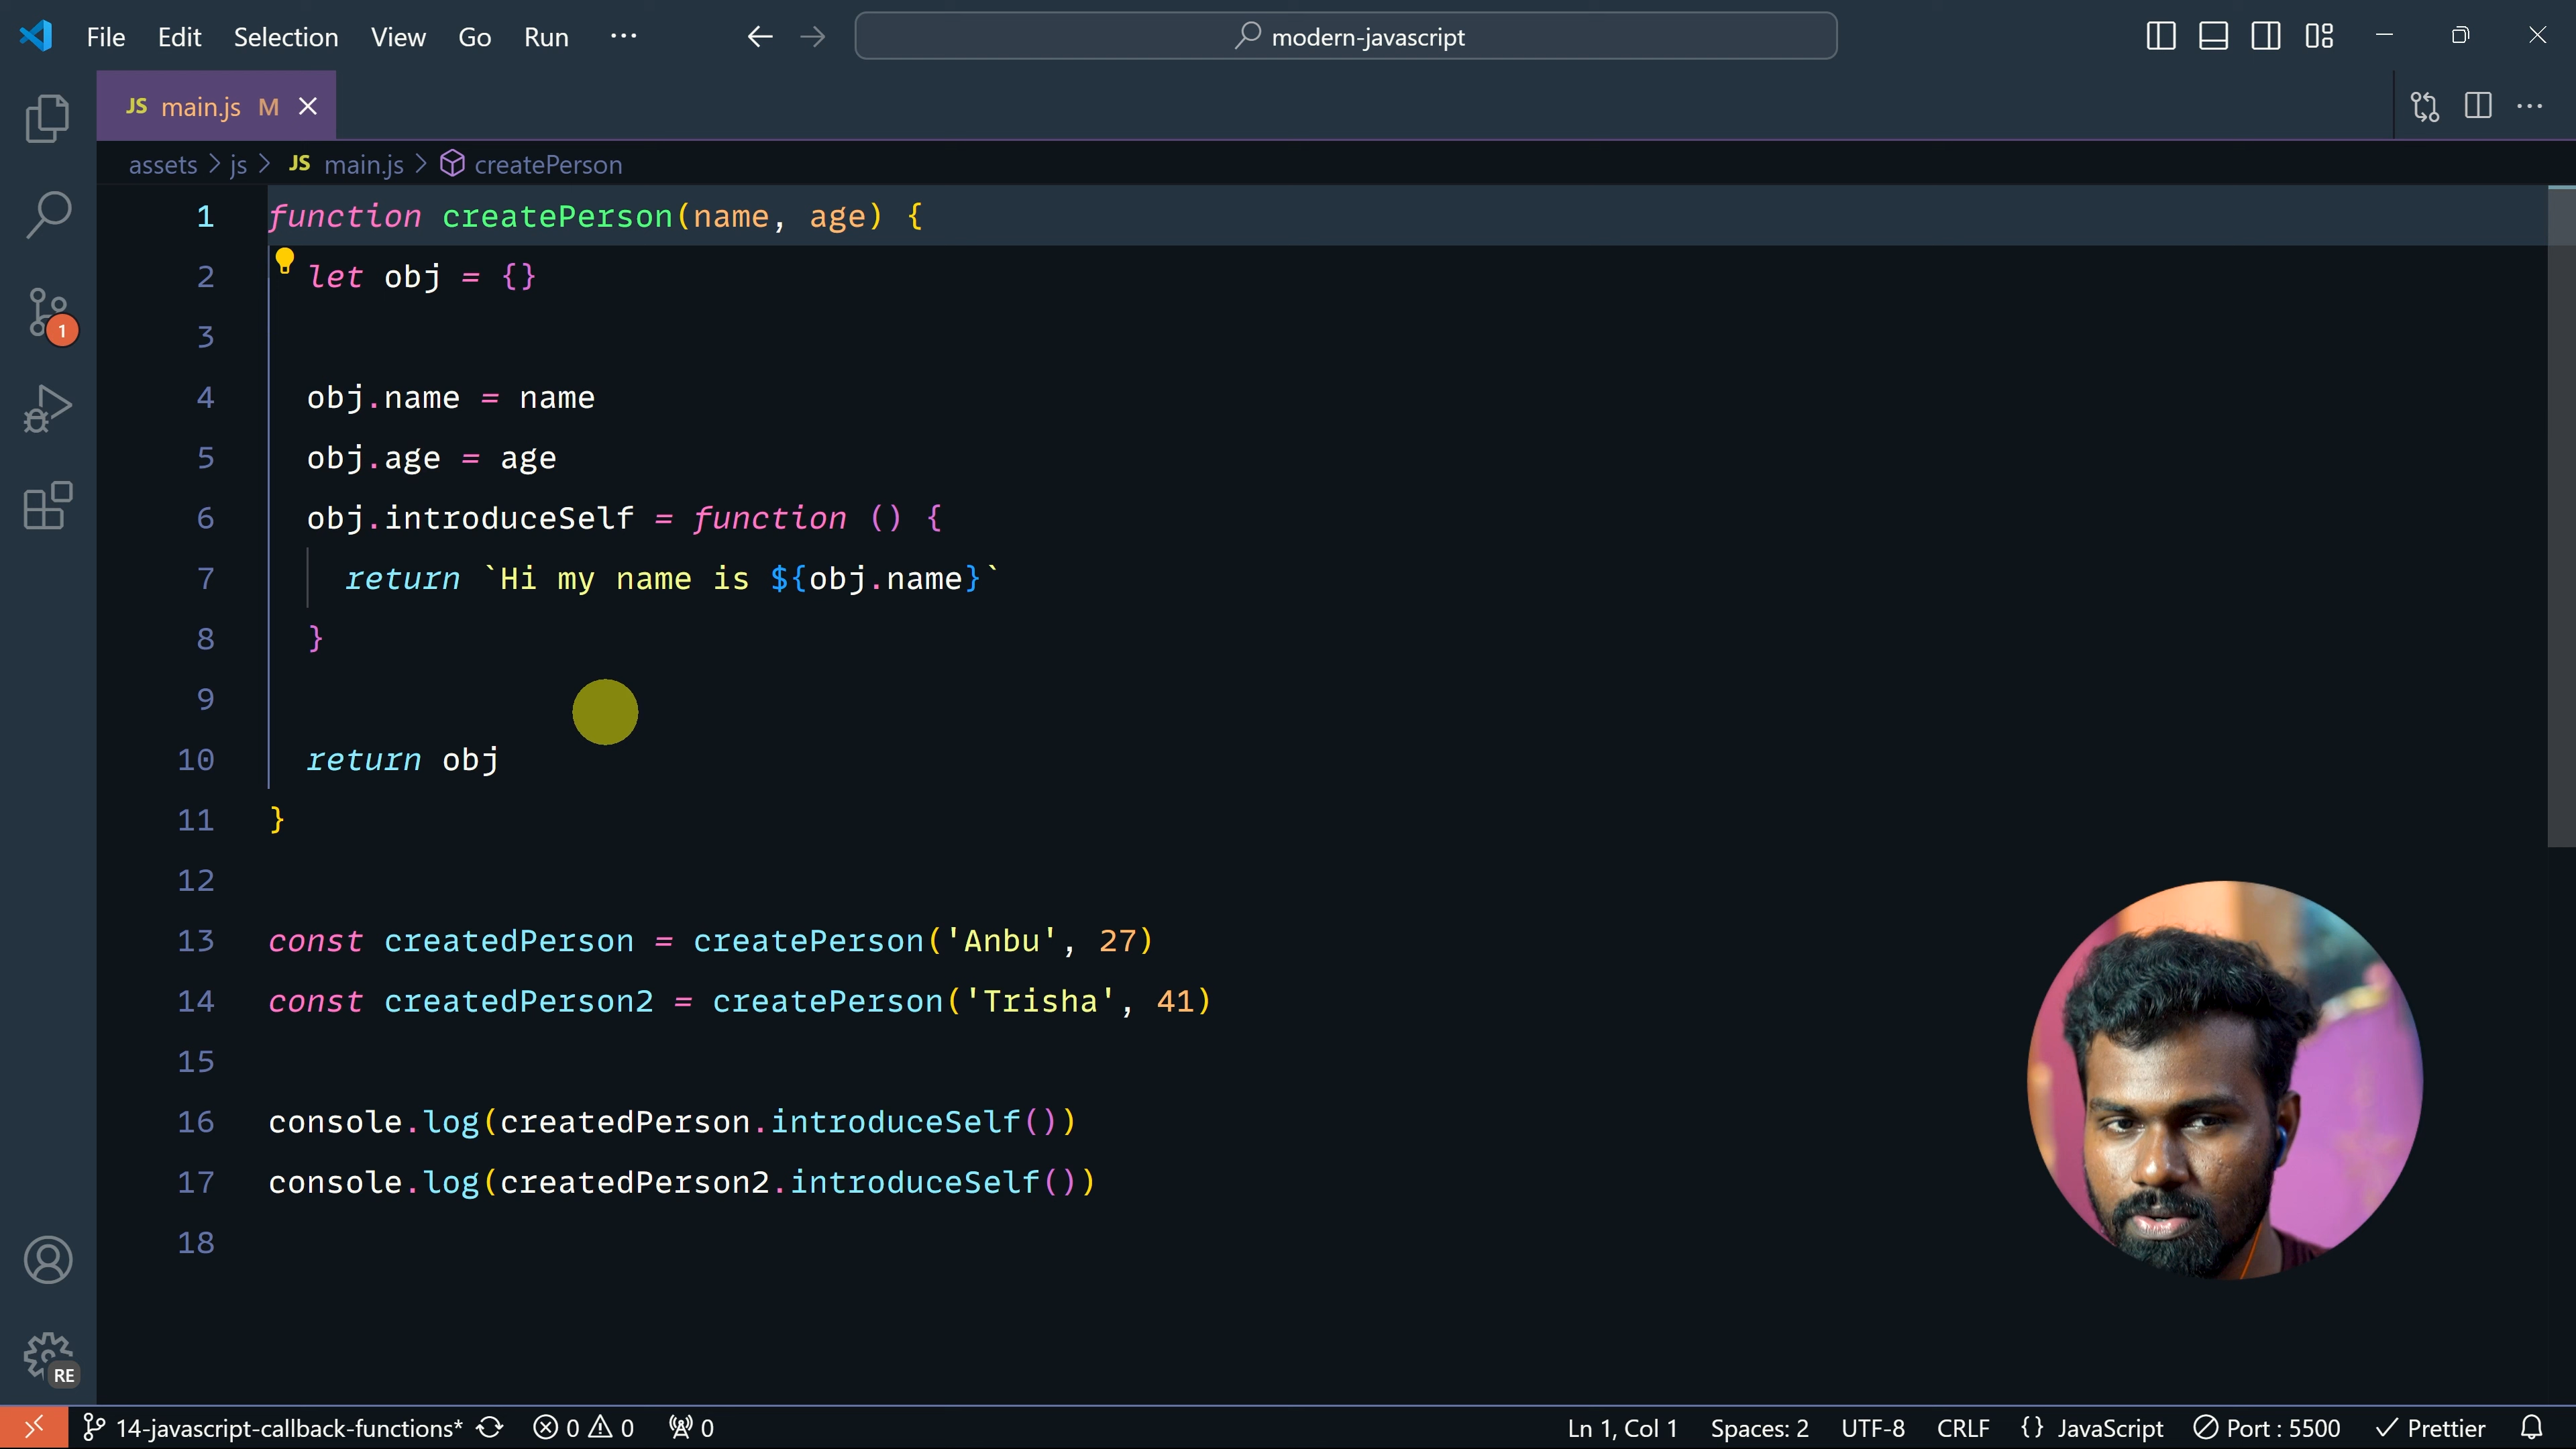 File Edit Selection View Go Run ··· modern-javascript
JS main.js M
assets > js > JS main.js > createPerson
1 function createPerson(name, age) {
2 let obj = {}
3
4 obj.name = name
5 obj.age = age
6 obj.introduceSelf = function () {
7 return `Hi my name is ${obj.name}`
8 }
9
10 return obj
11 }
12
13 const createdPerson = createPerson('Anbu', 27)
14 const createdPerson2 = createPerson('Trisha', 41)
15
16 console.log(createdPerson.introduceSelf())
17 console.log(createdPerson2.introduceSelf())
18
1
RE
14-javascript-callback-functions* 0 0 0 Ln 1, Col 1 Spaces: 2 UTF-8 CRLF {} JavaScript Port : 5500 Prettier